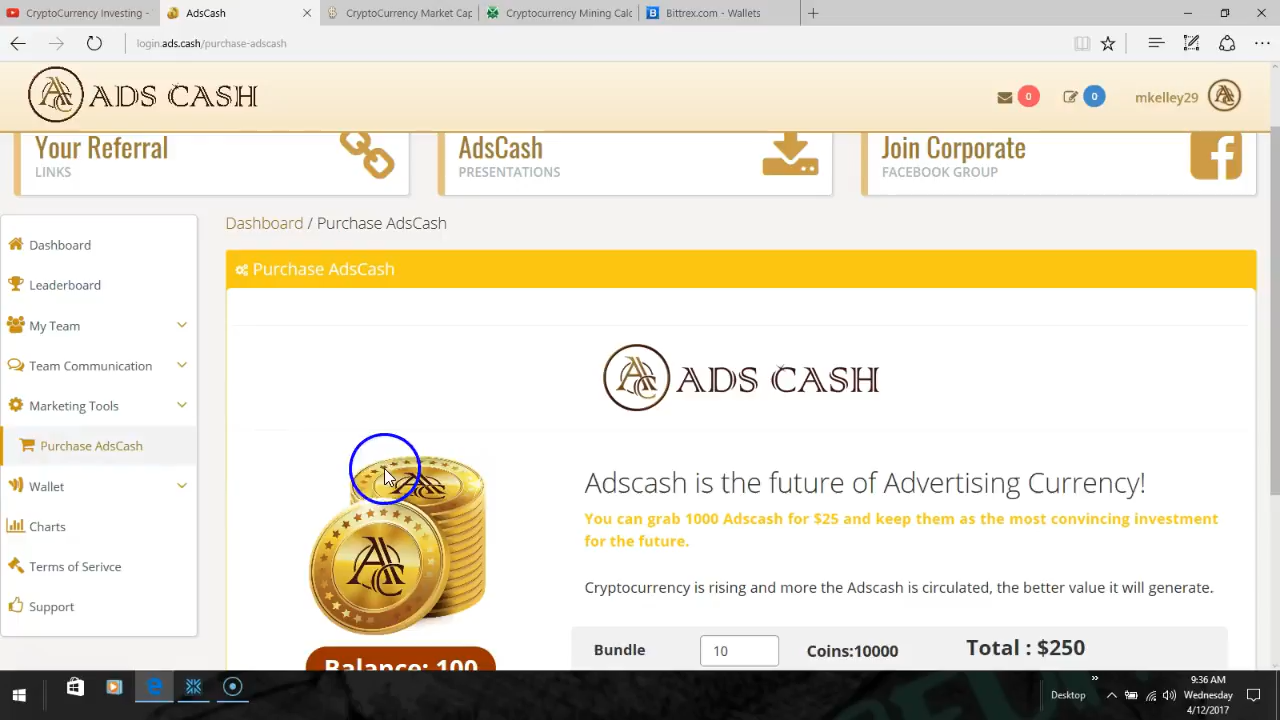 CryptoCurrency Investing -
AdsCash
CryptoCurrency Market Cap
Cryptocurrency Mining Calc
Bittrex.com - Wallets
login.ads.cash/purchase-adscash
ADS CASH
0
0
mkelley29
Your Referral
LINKS
AdsCash
PRESENTATIONS
Join Corporate
FACEBOOK GROUP
Dashboard
Leaderboard
My Team
Team Communication
Marketing Tools
Purchase AdsCash
Wallet
Charts
Terms of Serivce
Support
Dashboard / Purchase AdsCash
Purchase AdsCash
ADS CASH
Adscash is the future of Advertising Currency!
You can grab 1000 Adscash for $25 and keep them as the most convincing investment
for the future.
Cryptocurrency is rising and more the Adscash is circulated, the better value it will generate.
Bundle 10 Coins:10000 Total : $250
Balance: 100
Desktop
9:36 AM
Wednesday
4/12/2017